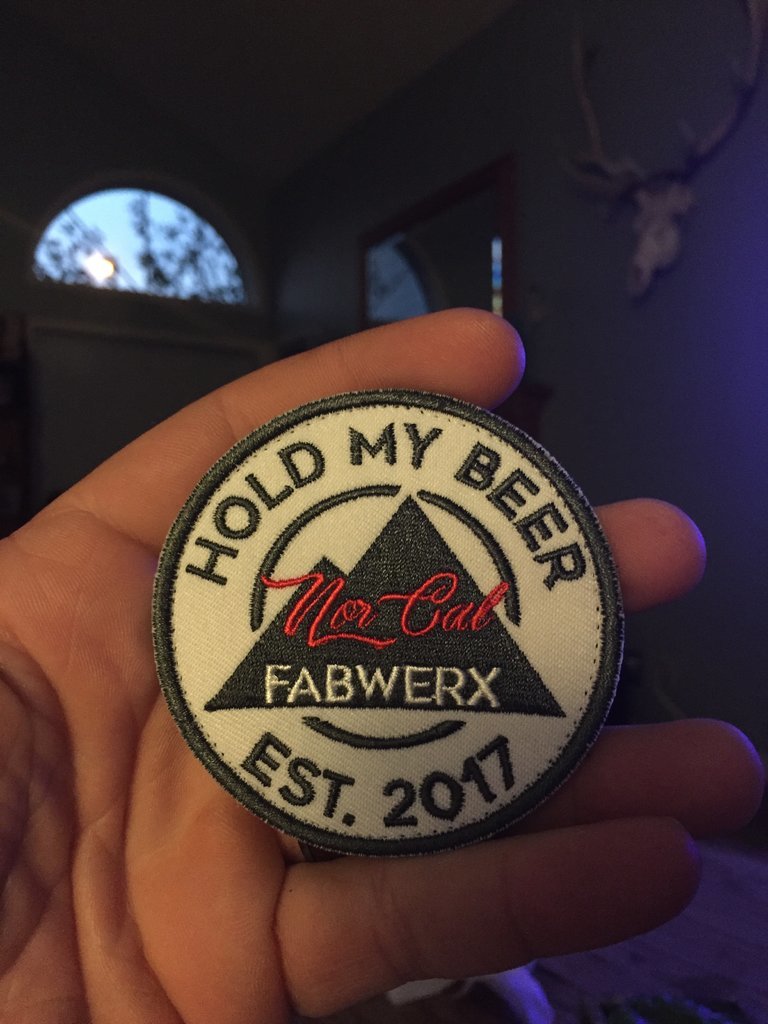 HOLD MY BEER
Nor-Cal
FABWERX
EST. 2017